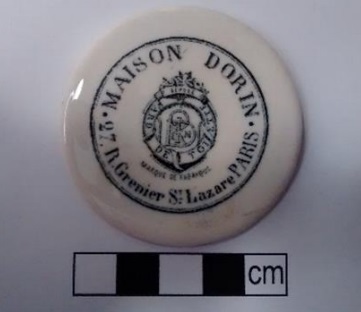 · MAISON DORIN ·
27, R. Grenier St. Lazare PARIS
MARQUE DE FABRIQUE
cm